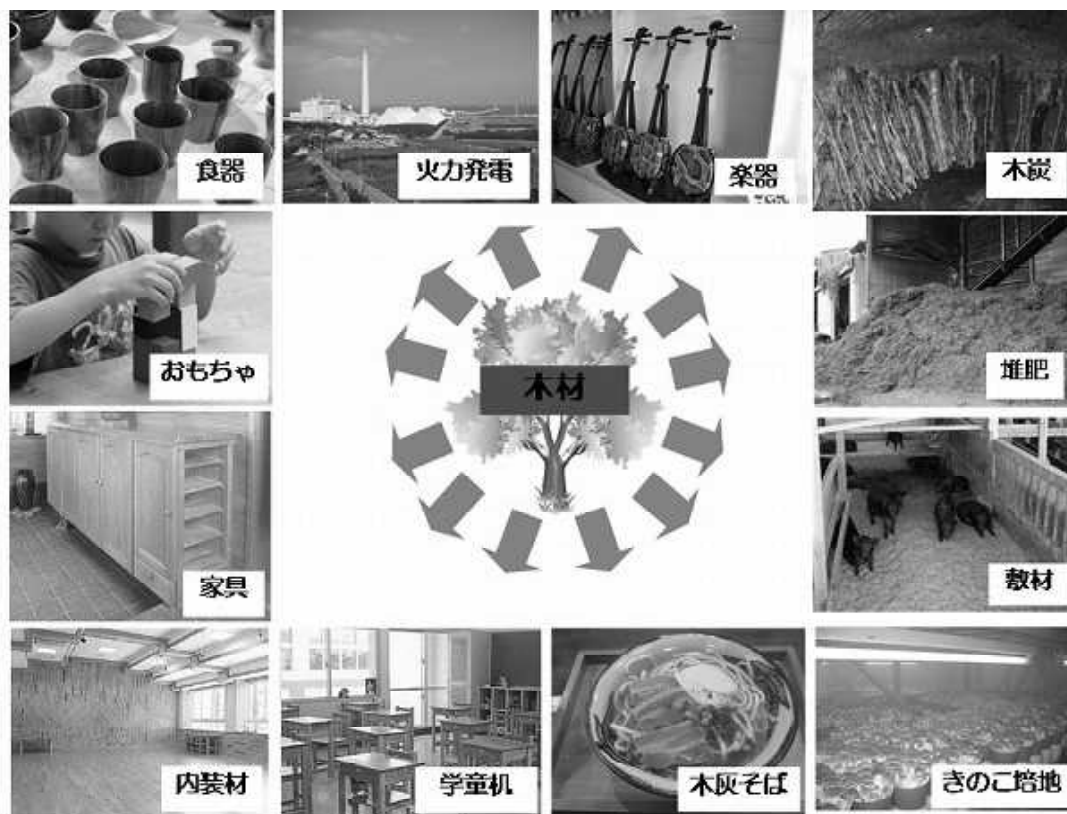 食器
火力発電
楽器
木炭
おもちゃ
木材
堆肥
家具
敷材
内装材
学童机
木灰そば
きのこ培地